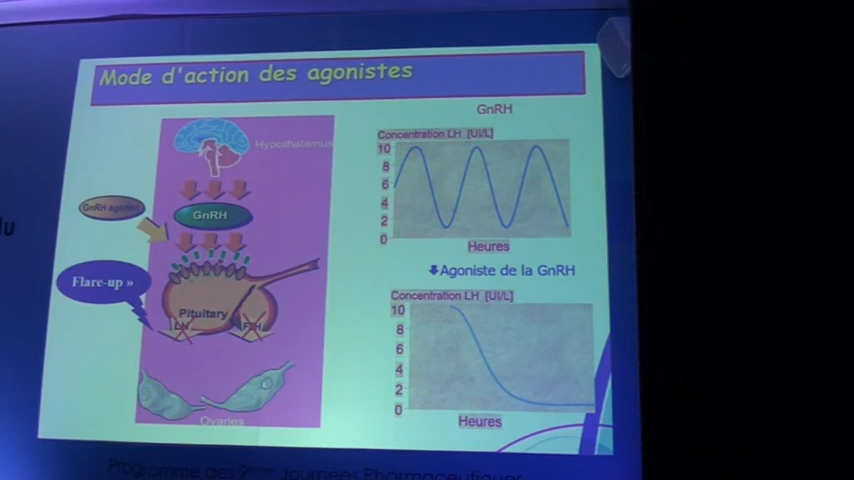 Mode d'action des agonistes
GnRH
Hypothalamus
Concentration LH [UI/L]
10
8
6
4
2
0
Heures
GnRH agonist
GnRH
Flare-up »
Pituitary
LH
FSH
Ovaries
Agoniste de la GnRH
Concentration LH [UI/L]
10
8
6
4
2
0
Heures
Programme des 9èmes Journées Pharmaceutiques